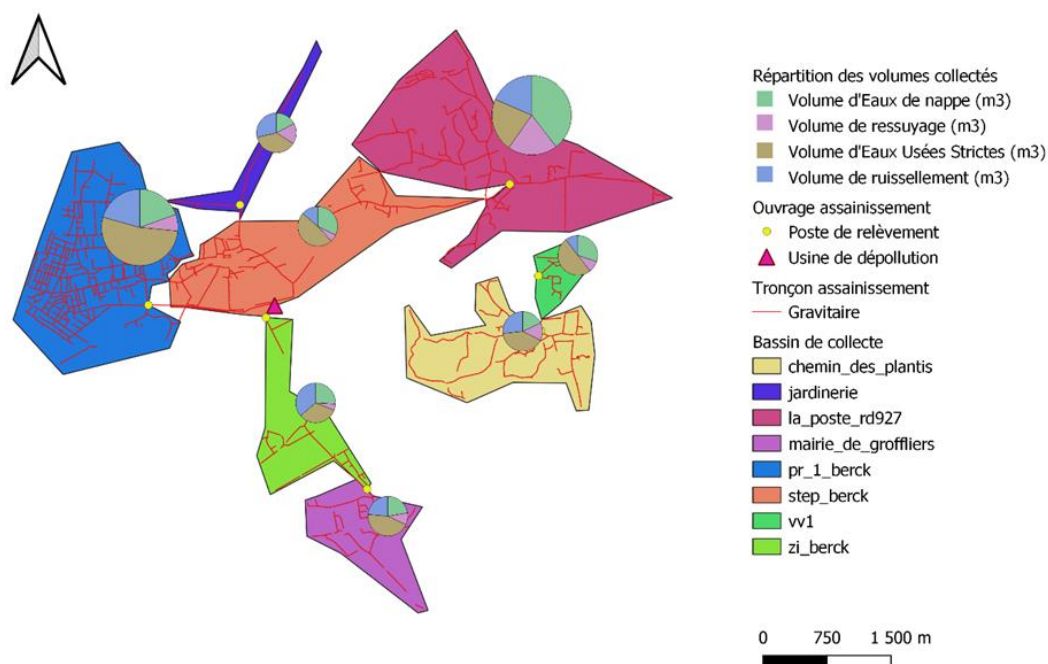 Répartition des volumes collectés
Volume d'Eaux de nappe (m3)
Volume de ressuyage (m3)
Volume d'Eaux Usées Strictes (m3)
Volume de ruissellement (m3)
Ouvrage assainissement
Poste de relèvement
Usine de dépollution
Tronçon assainissement
Gravitaire
Bassin de collecte
chemin_des_plantis
jardinerie
la_poste_rd927
mairie_de_groffliers
pr_1_berck
step_berck
vv1
zi_berck
0 750 1 500 m